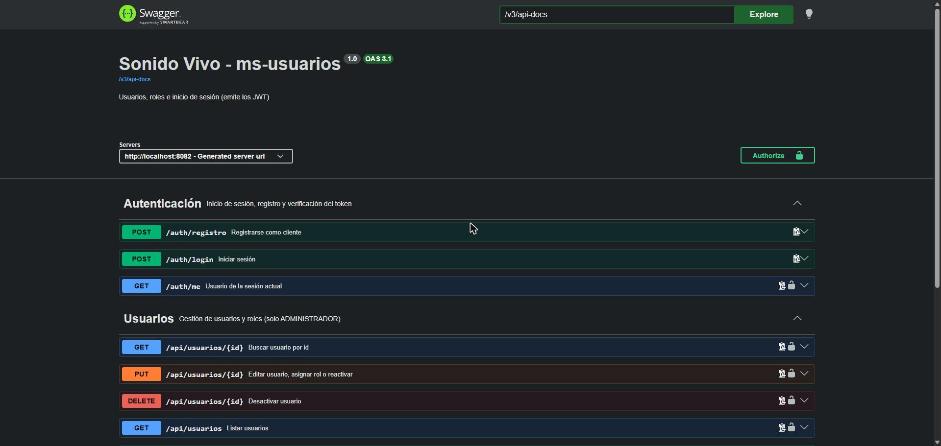 Swagger.
Supported by SMARTBEAR
/v3/api-docs
Explore
Sonido Vivo - ms-usuarios 1.0 OAS 3.1
/v3/api-docs
Usuarios, roles e inicio de sesión (emite los JWT)
Servers
http://localhost:8082 - Generated server url
Authorize
Autenticación Inicio de sesión, registro y verificación del token
POST /auth/registro Registrarse como cliente
POST /auth/login Iniciar sesión
GET /auth/me Usuario de la sesión actual
Usuarios Gestión de usuarios y roles (solo ADMINISTRADOR)
GET /api/usuarios/{id} Buscar usuario por id
PUT /api/usuarios/{id} Editar usuario, asignar rol o reactivar
DELETE /api/usuarios/{id} Desactivar usuario
GET /api/usuarios Listar usuarios